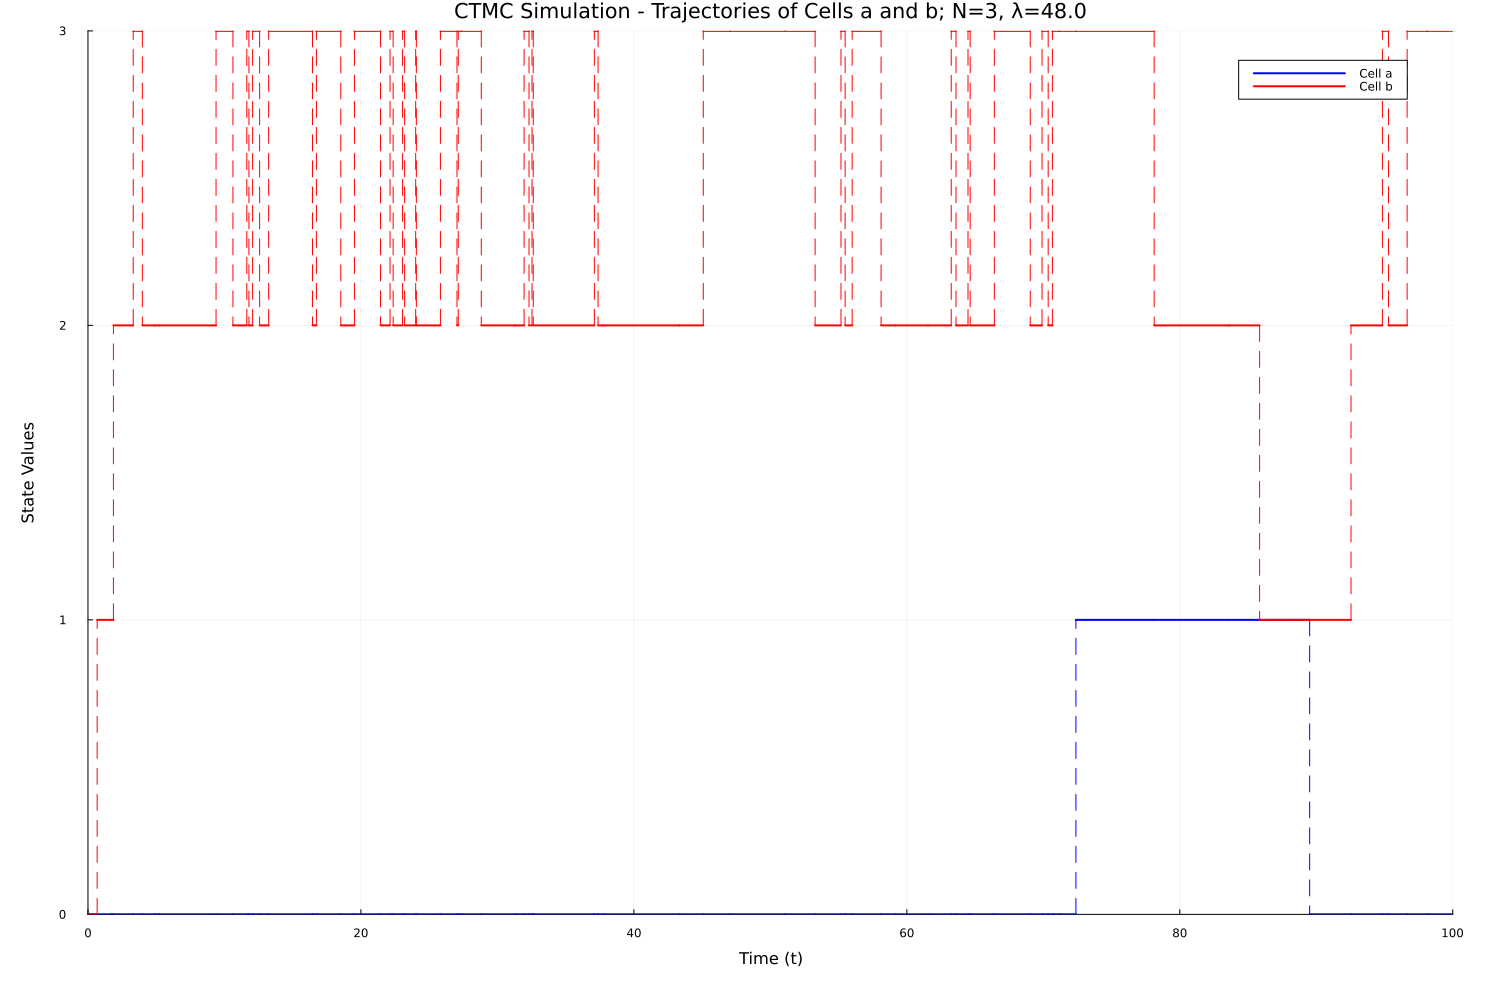 CTMC Simulation - Trajectories of Cells a and b; N=3, λ=48.0
3
Cell a
Cell b
2
State Values
1
0
0 20 40 60 80 100
Time (t)